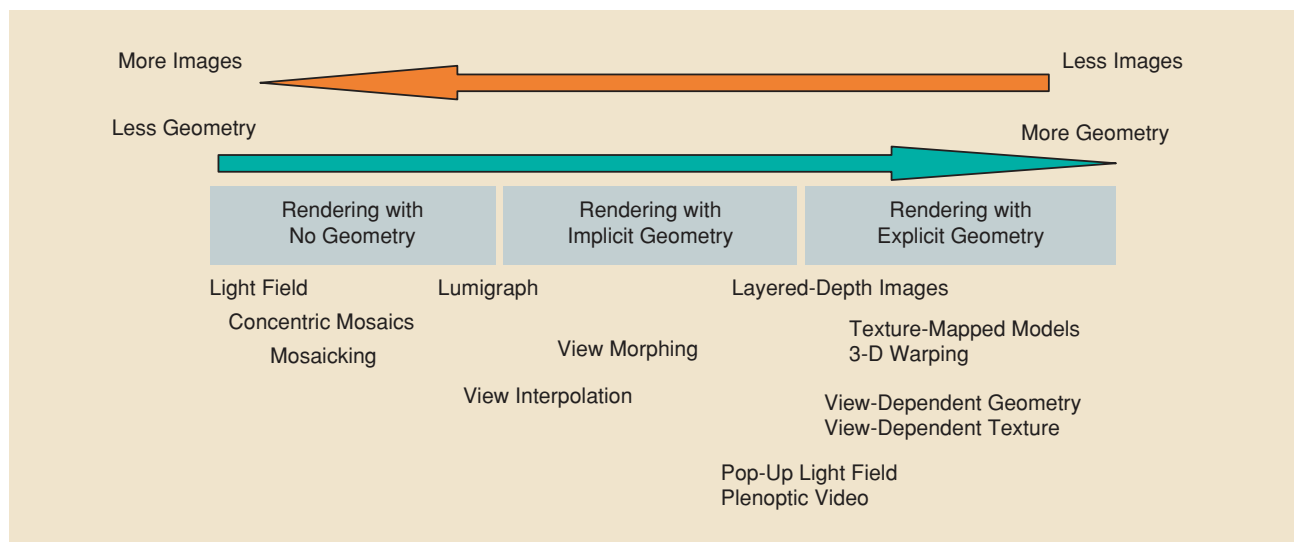 More Images
Less Images
Less Geometry
More Geometry
Rendering with
No Geometry
Rendering with
Implicit Geometry
Rendering with
Explicit Geometry
Light Field
Lumigraph
Layered-Depth Images
Concentric Mosaics
Mosaicking
View Morphing
Texture-Mapped Models
3-D Warping
View Interpolation
View-Dependent Geometry
View-Dependent Texture
Pop-Up Light Field
Plenoptic Video